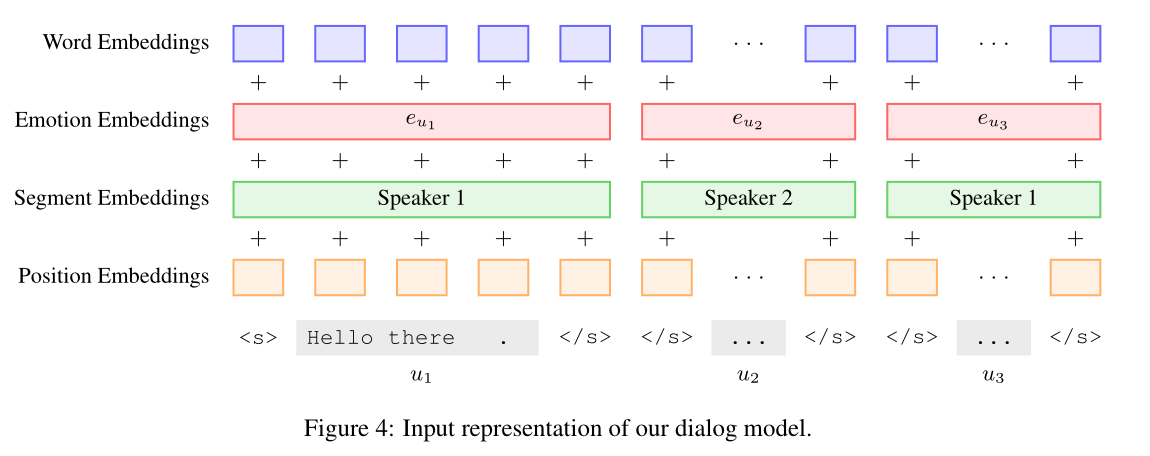 Word Embeddings ... ...
+ + + + + + + + +
Emotion Embeddings e_{u_1} e_{u_2} e_{u_3}
+ + + + + + + + +
Segment Embeddings Speaker 1 Speaker 2 Speaker 1
+ + + + + + + + +
Position Embeddings ... ...
<s> Hello there . </s> </s> ... </s> </s> ... </s>
u_1 u_2 u_3
Figure 4: Input representation of our dialog model.